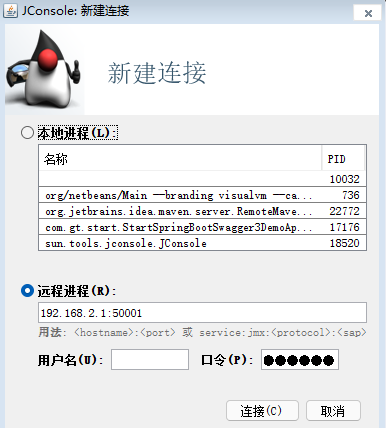 JConsole: 新建连接
新建连接
本地进程(L):
名称 PID
10032
org/netbeans/Main —branding visualvm —ca... 736
org.jetbrains.idea.maven.server.RemoteMave... 22772
com.gt.start.StartSpringBootSwagger3DemoAp... 17176
sun.tools.jconsole.JConsole 18520
远程进程(R):
192.168.2.1:50001
用法: <hostname>:<port> 或 service:jmx:<protocol>:<sap>
用户名(U): 口令(P): ●●●●●●
连接(C) 取消